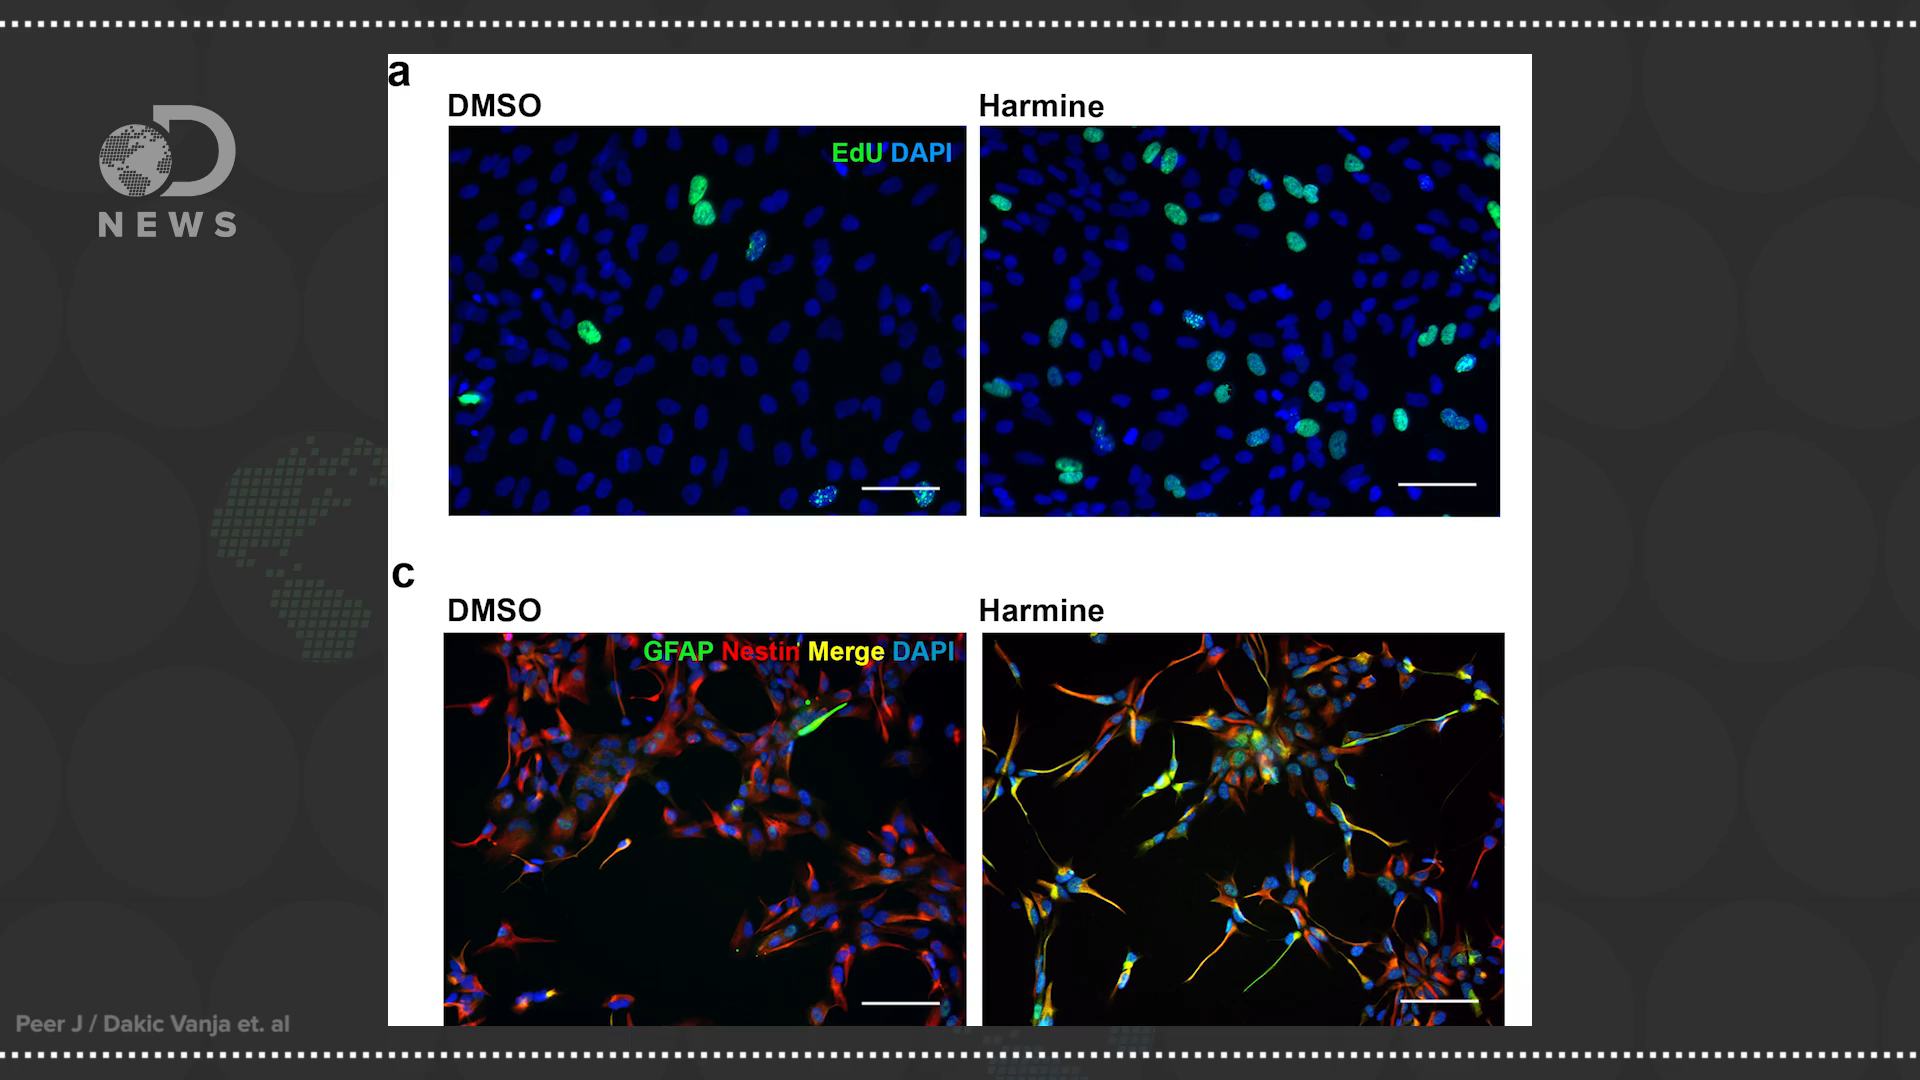 D
NEWS
a
DMSO
Harmine
EdU DAPI
c
DMSO
Harmine
GFAP Nestin Merge DAPI
Peer J / Dakic Vanja et. al